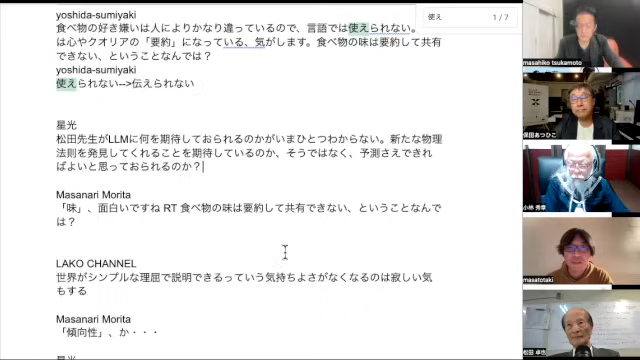 yoshida-sumiyaki
食べ物の好き嫌いは人によりかなり違っているので、言語では使えられない。
は心やクオリアの「要約」になっている、気がします。食べ物の味は要約して共有
できない、ということなんでは？
yoshida-sumiyaki
使えられない-->伝えられない
星光
松田先生がLLMに何を期待しておられるのかがいまひとつわからない。新たな物理
法則を発見してくれることを期待しているのか、そうではなく、予測さえできれ
ばよいと思っておられるのか？
Masanari Morita
「味」、面白いですね RT 食べ物の味は要約して共有できない、ということなんで
は？
LAKO CHANNEL
世界がシンプルな理屈で説明できるっていう気持ちよさがなくなるのは寂しい気
もする
Masanari Morita
「傾向性」、か・・・
星光
使え
1 / 7
masahiko tsukamoto
保田あつひこ
小林 秀章
masatotaki
松田 卓也